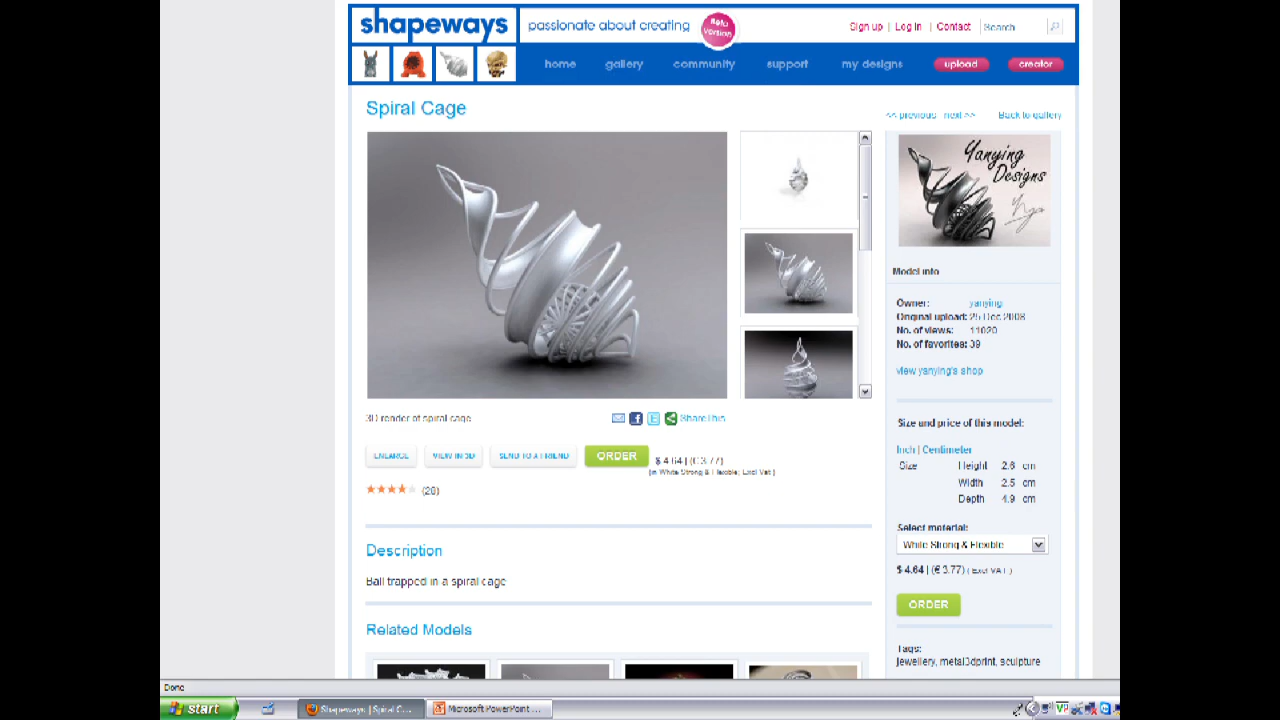 shapeways
passionate about creating
Beta version
Sign up | Log in | Contact
Search
home gallery community support my designs upload creator
Spiral Cage
<< previous next >> Back to gallery
Yanying Designs
Model info
Owner: yanying
Original upload: 25 Dec 2008
No. of views: 11020
No. of favorites: 39
view yanying's shop
3D render of spiral cage
ShareThis
ENLARGE VIEW IN 3D SEND TO A FRIEND ORDER $ 4.64 | (€ 3.77)
(in White Strong & Flexible; Excl Vat )
(28)
Size and price of this model:
Inch | Centimeter
Size Height 2.6 cm
Width 2.5 cm
Depth 4.9 cm
Select material:
White Strong & Flexible
$ 4.64 | (€ 3.77) ( Excl VAT )
ORDER
Description
Ball trapped in a spiral cage
Related Models
Tags:
jewellery, metal3dprint, sculpture
Done
start
Shapeways | Spiral C...
Microsoft PowerPoint ...